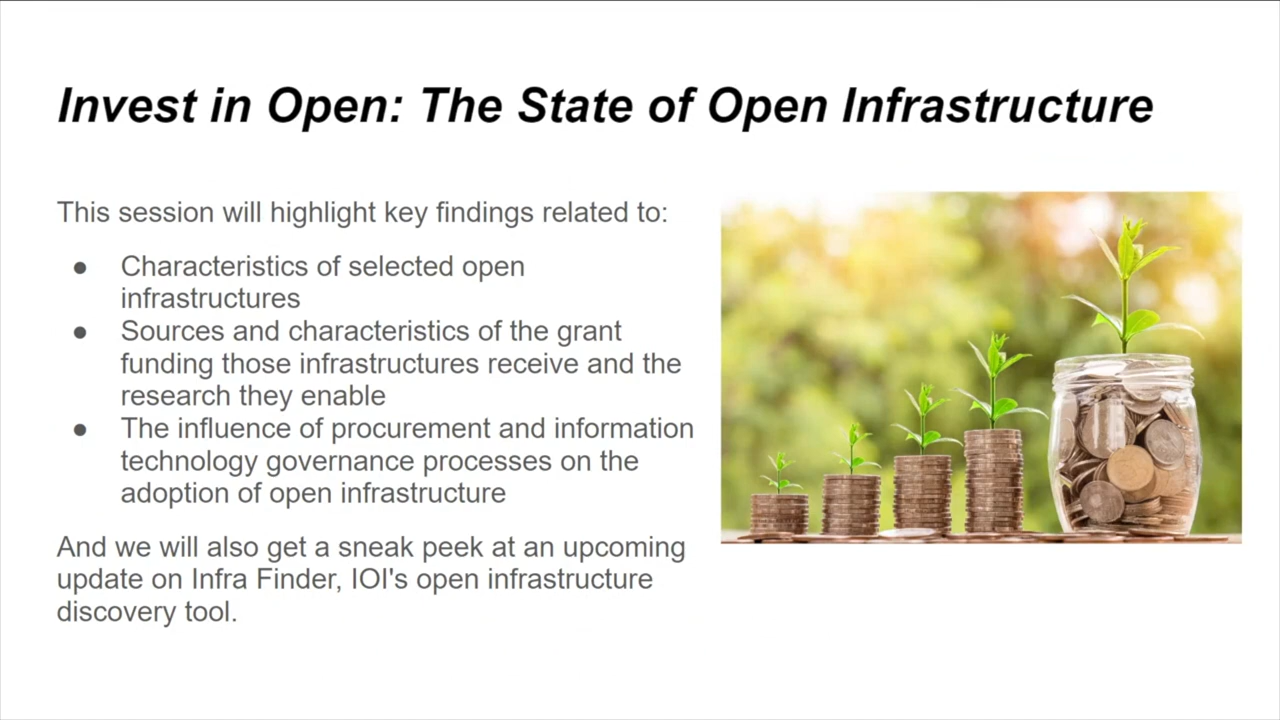 Invest in Open: The State of Open Infrastructure
This session will highlight key findings related to:
● Characteristics of selected open
infrastructures
● Sources and characteristics of the grant
funding those infrastructures receive and the
research they enable
● The influence of procurement and information
technology governance processes on the
adoption of open infrastructure
And we will also get a sneak peek at an upcoming
update on Infra Finder, IOI's open infrastructure
discovery tool.